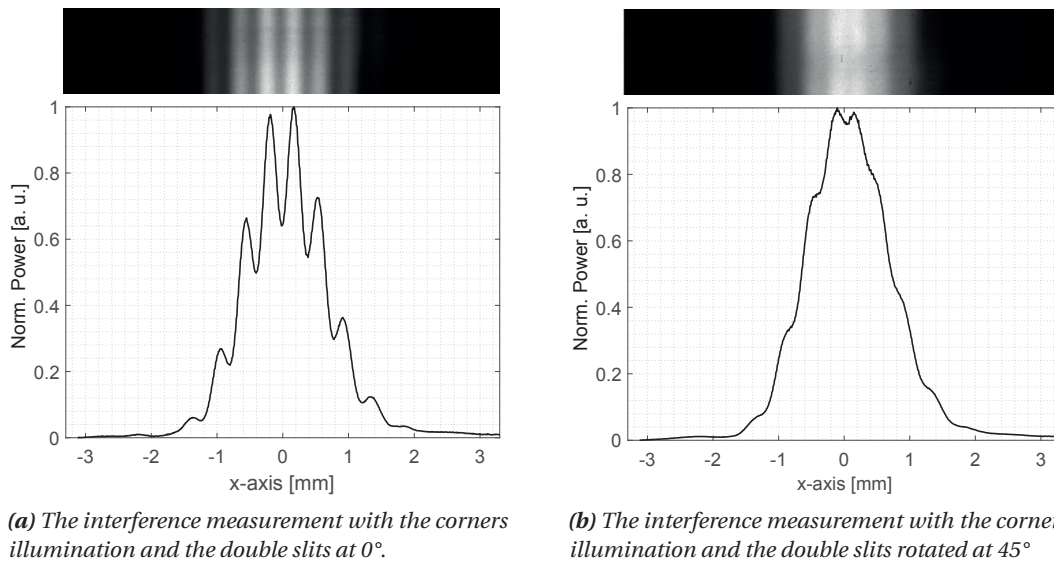 1
0.8
0.6
0.4
0.2
0
Norm. Power [a. u.]
-3 -2 -1 0 1 2 3
x-axis [mm]
(a) The interference measurement with the corners
illumination and the double slits at 0°.
1
0.8
0.6
0.4
0.2
0
Norm. Power [a. u.]
-3 -2 -1 0 1 2 3
x-axis [mm]
(b) The interference measurement with the corner
illumination and the double slits rotated at 45°